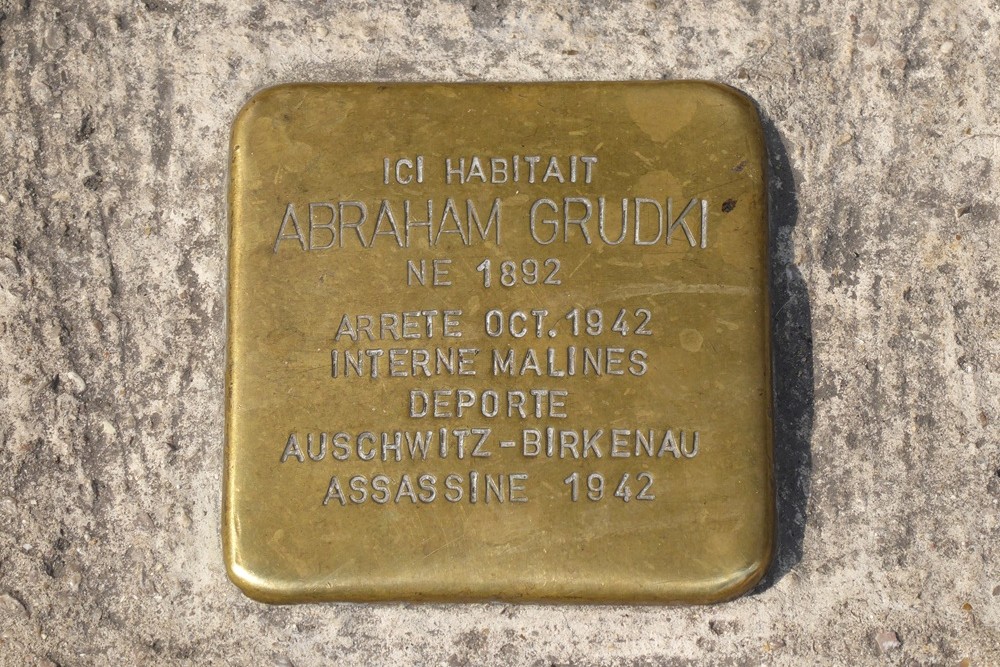 ICI HABITAIT
ABRAHAM GRUDKI
NE 1892
ARRETE OCT. 1942
INTERNE MALINES
DEPORTE
AUSCHWITZ-BIRKENAU
ASSASSINE 1942